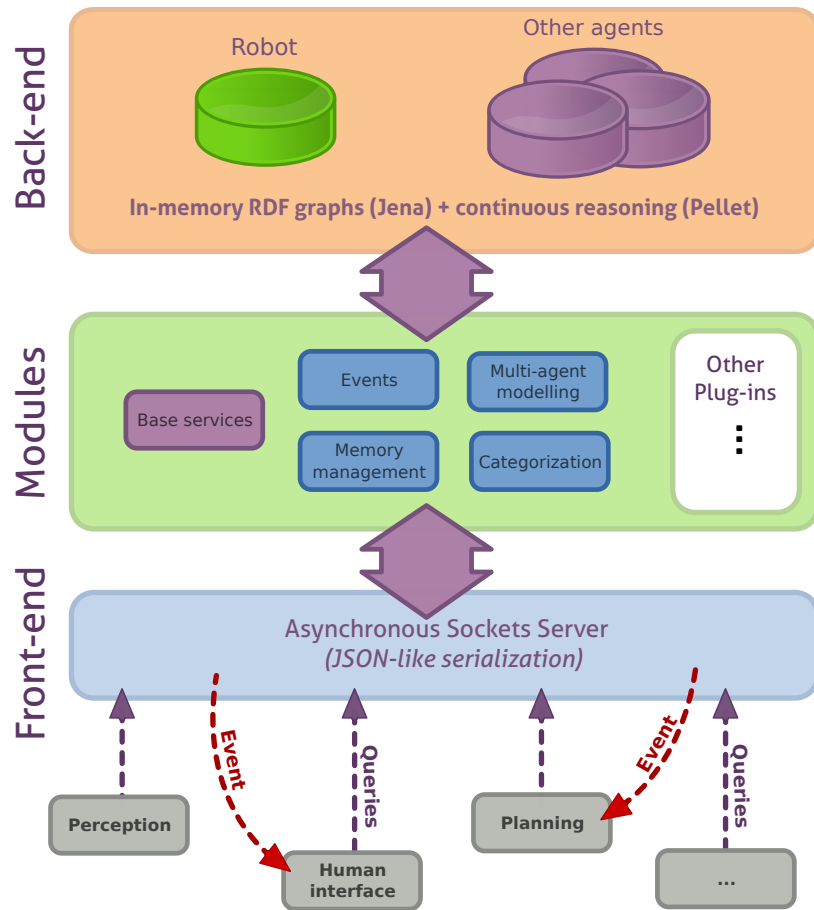 Back-end
Robot
Other agents
In-memory RDF graphs (Jena) + continuous reasoning (Pellet)
Modules
Base services
Events
Multi-agent
modelling
Memory
management
Categorization
Other
Plug-ins
⋮
Front-end
Asynchronous Sockets Server
(JSON-like serialization)
Event
Queries
Event
Queries
Perception
Human
interface
Planning
...